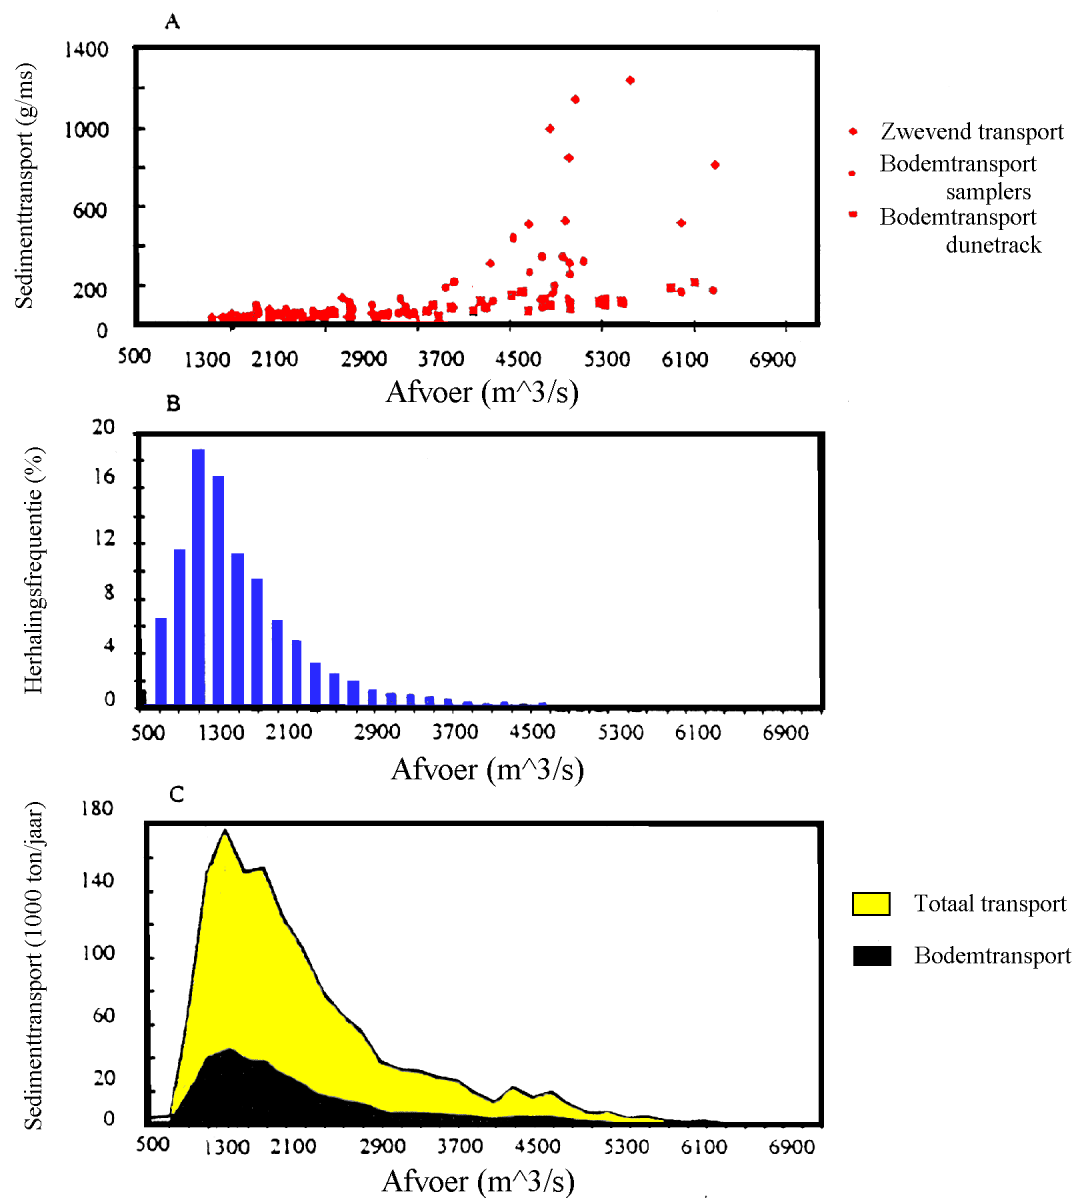 A
Sedimenttransport (g/ms)
1400
1000
600
200
0
500 1300 2100 2900 3700 4500 5300 6100 6900
Afvoer (m^3/s)
Zwevend transport
Bodemtransport
samplers
Bodemtransport
dunetrack
B
Herhalingsfrequentie (%)
20
16
12
8
4
0
500 1300 2100 2900 3700 4500 5300 6100 6900
Afvoer (m^3/s)
C
Sedimenttransport (1000 ton/jaar)
180
140
100
60
20
0
500 1300 2100 2900 3700 4500 5300 6100 6900
Afvoer (m^3/s)
Totaal transport
Bodemtransport